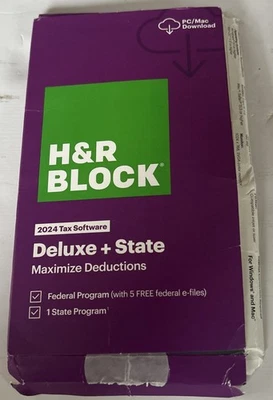 PC/Mac
Download
H&R
BLOCK®
2024 Tax Software
Deluxe + State
Maximize Deductions
Federal Program (with 5 FREE federal e-files)
1 State Program
For Windows® and Mac®